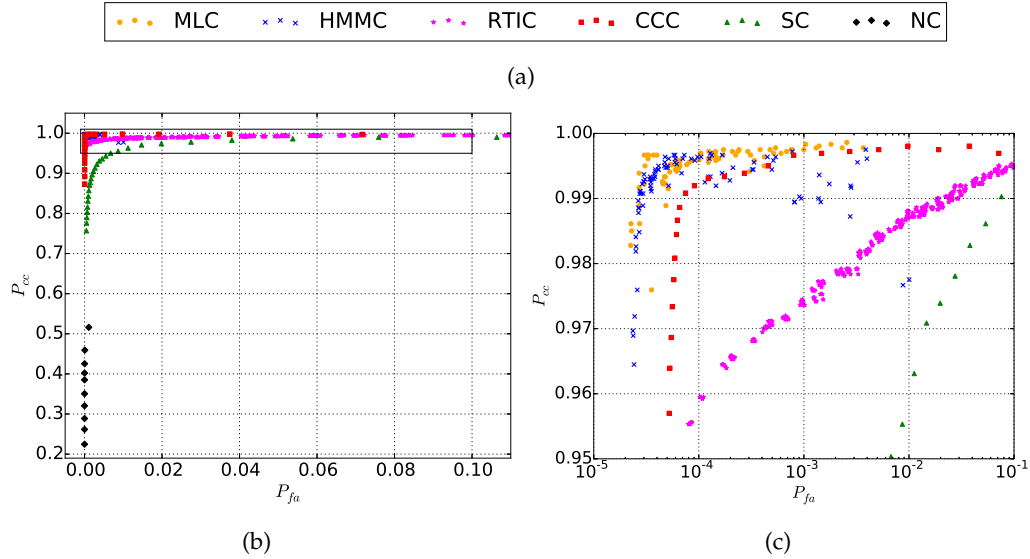 MLC HMMC RTIC CCC SC NC
(a)
1.0
0.9
0.8
0.7
0.6
0.5
0.4
0.3
0.2
P_cc
0.00 0.02 0.04 0.06 0.08 0.10
P_fa
(b)
1.00
0.99
0.98
0.97
0.96
0.95
P_cc
10^-5 10^-4 10^-3 10^-2 10^-1
P_fa
(c)